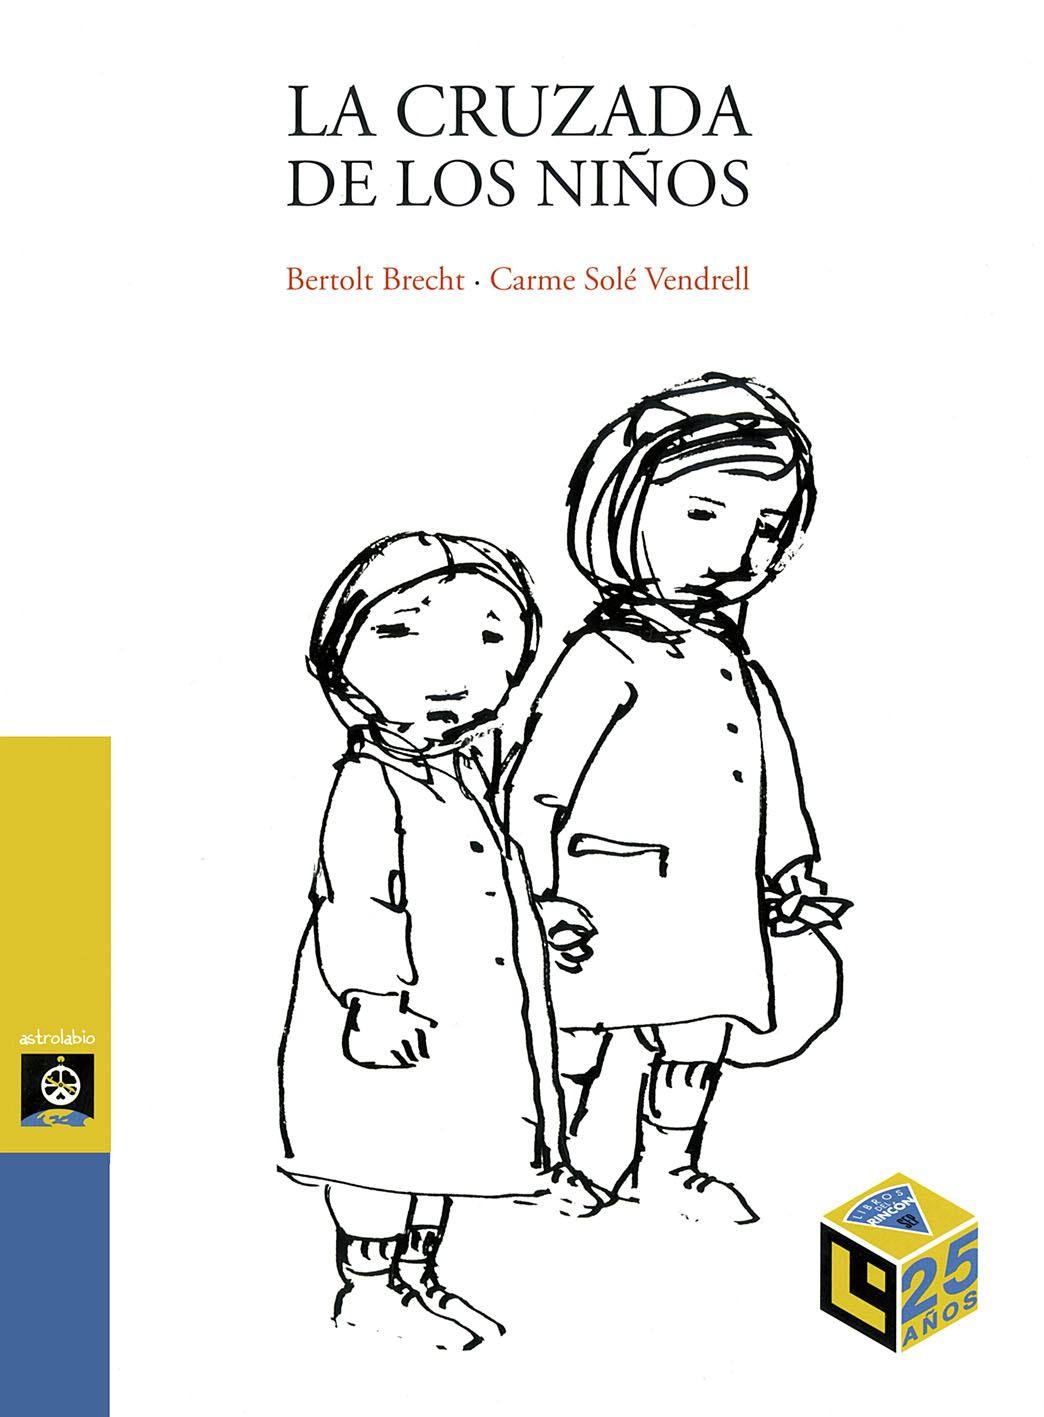 LA CRUZADA
DE LOS NIÑOS
Bertolt Brecht · Carme Solé Vendrell
astrolabio
LIBROS
DEL
RINCÓN
SEP
25
AÑOS